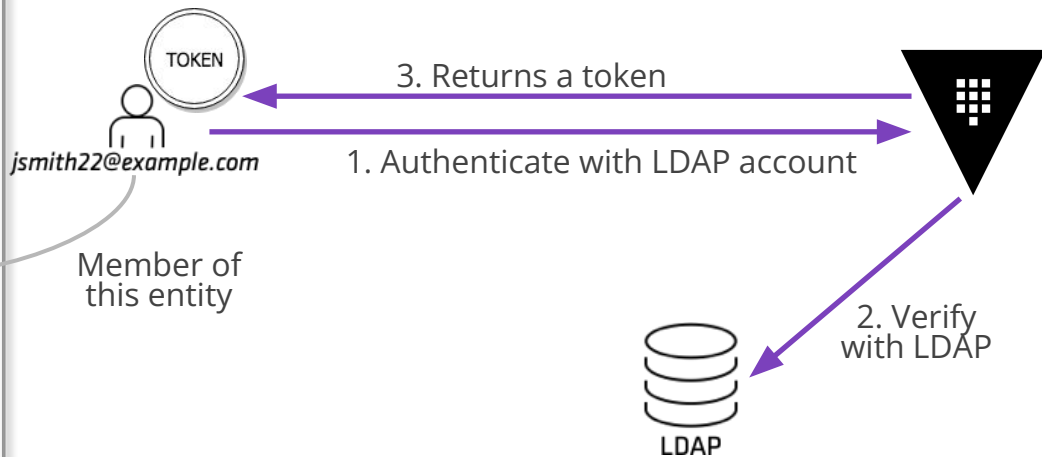 TOKEN
3. Returns a token
jsmith22@example.com
1. Authenticate with LDAP account
Member of
this entity
2. Verify
with LDAP
LDAP